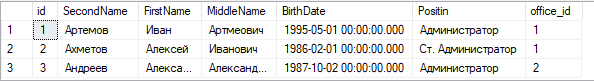 id SecondName FirstName MiddleName BirthDate Positin office_id
1 1 Артемов Иван Артмеович 1995-05-01 00:00:00.000 Администратор 1
2 2 Ахметов Алексей Иванович 1986-02-01 00:00:00.000 Ст. Администратор 1
3 3 Андреев Алекса... Александ... 1987-10-02 00:00:00.000 Администратор 2